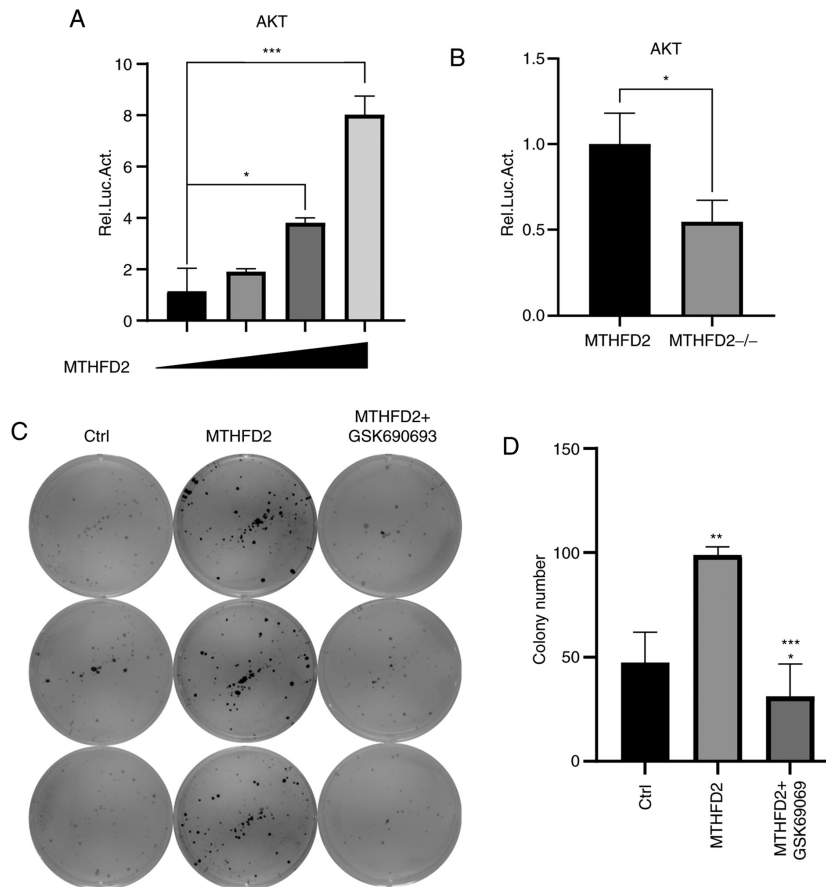 A
AKT
***
*
Rel.Luc.Act.
10
8
6
4
2
0
MTHFD2
B
AKT
*
Rel.Luc.Act.
1.5
1.0
0.5
0.0
MTHFD2
MTHFD2–/–
C
Ctrl
MTHFD2
MTHFD2+
GSK690693
D
Colony number
150
100
50
0
**
***
*
Ctrl
MTHFD2
MTHFD2+
GSK69069